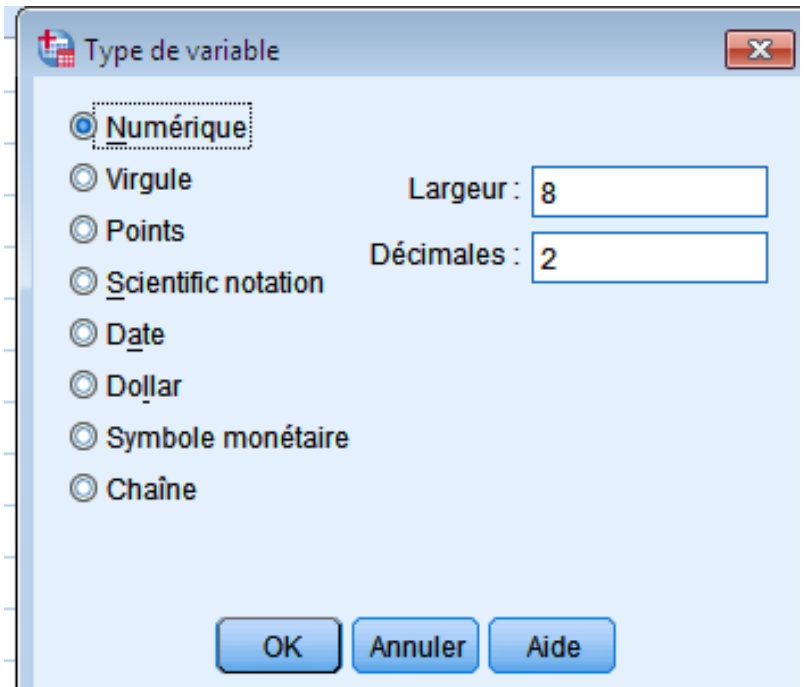 Type de variable
Numérique
Virgule
Largeur : 8
Points
Décimales : 2
Scientific notation
Date
Dollar
Symbole monétaire
Chaîne
OK Annuler Aide